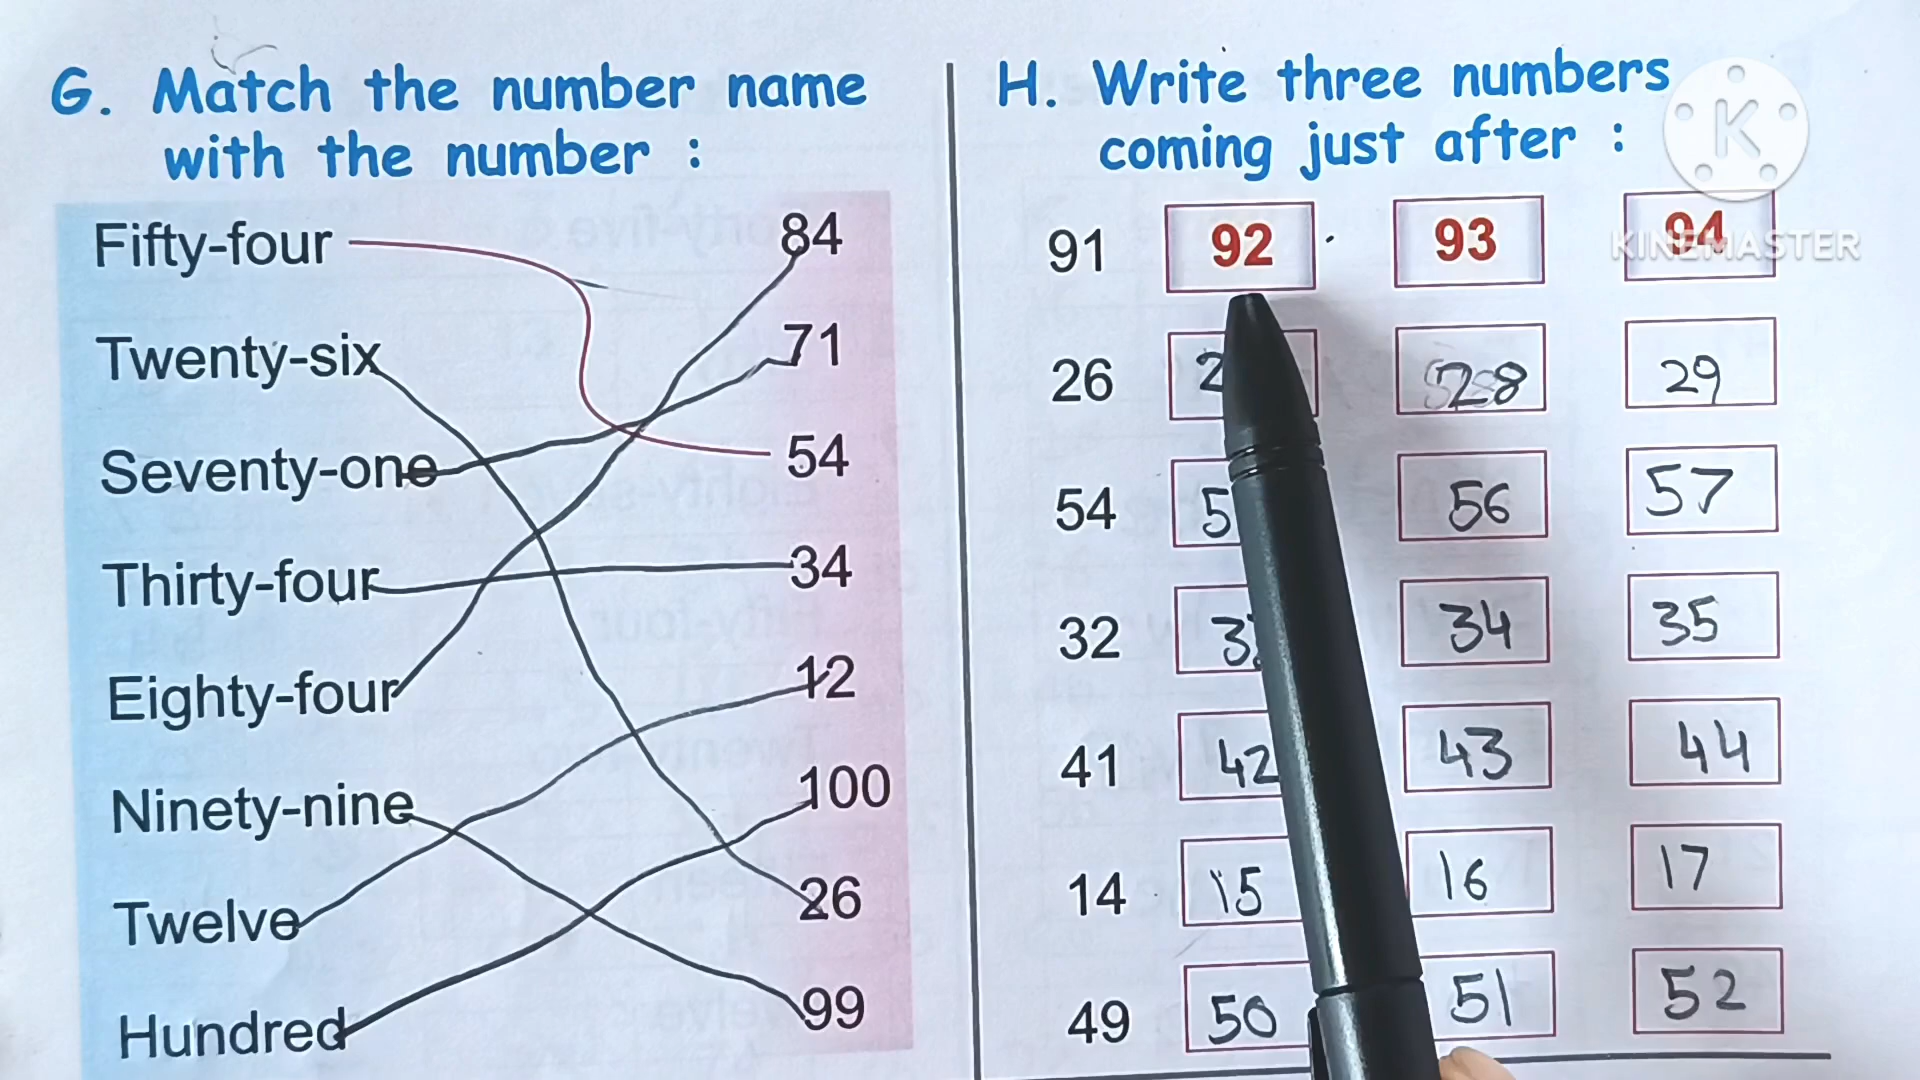 G. Match the number name
with the number :
Fifty-four 84
Twenty-six 71
Seventy-one 54
Thirty-four 34
Eighty-four 12
Ninety-nine 100
Twelve 26
Hundred 99
H. Write three numbers
coming just after :
91 92 93 94
26 28 29
54 56 57
32 34 35
41 42 43 44
14 15 16 17
49 50 51 52
K
KINEMASTER